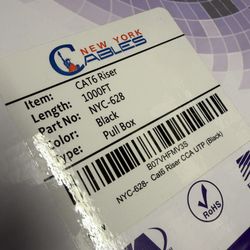 NEW YORK
CABLES
Item: CAT6 Riser
Length: 1000FT
Part No: NYC-628
Color: Black
Type: Pull Box
B07VHFMV3S
NYC-628- Cat6 Riser CCA UTP (Black)
RoHS